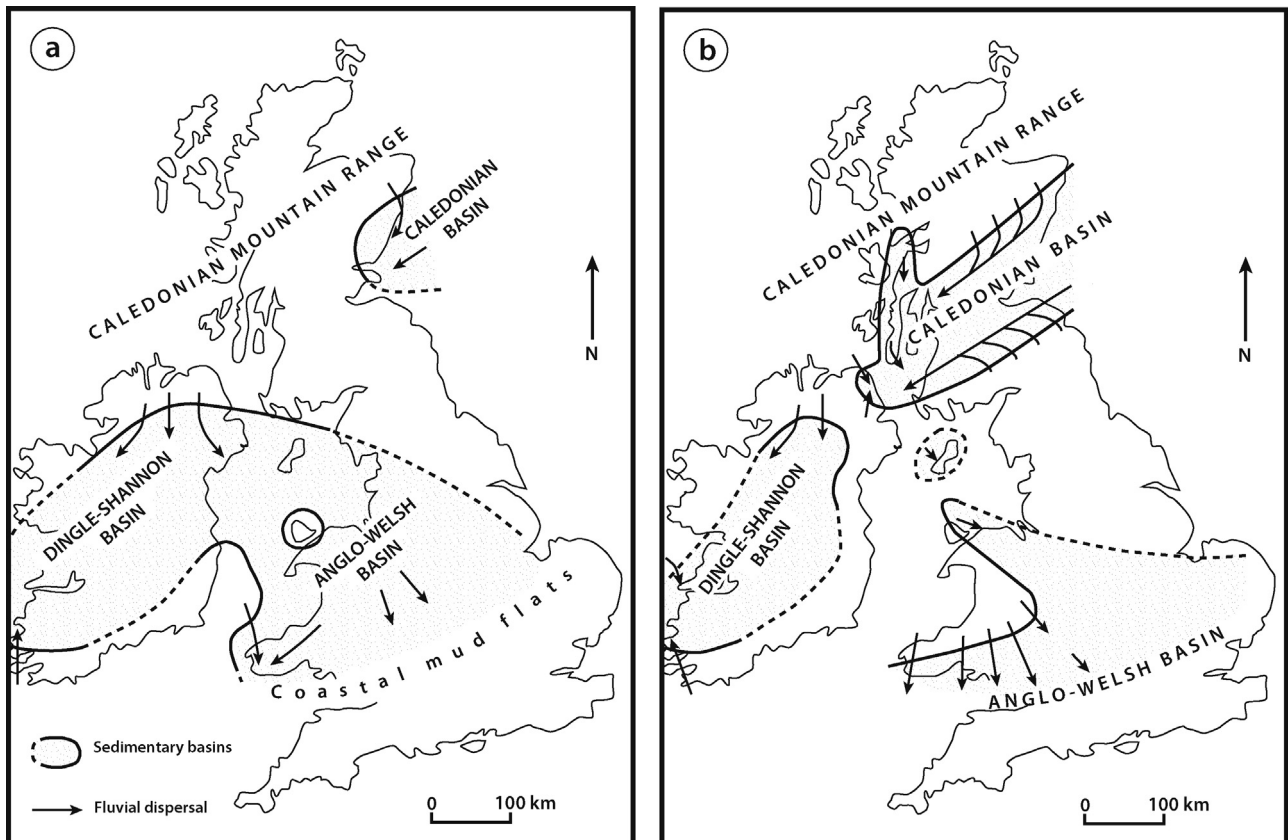 a
CALEDONIAN MOUNTAIN RANGE
CALEDONIAN
BASIN
N
DINGLE-SHANNON
BASIN
ANGLO-WELSH
BASIN
Coastal mud flats
Sedimentary basins
Fluvial dispersal
0 100 km
b
CALEDONIAN MOUNTAIN RANGE
CALEDONIAN BASIN
N
DINGLE-SHANNON
BASIN
ANGLO-WELSH BASIN
0 100 km